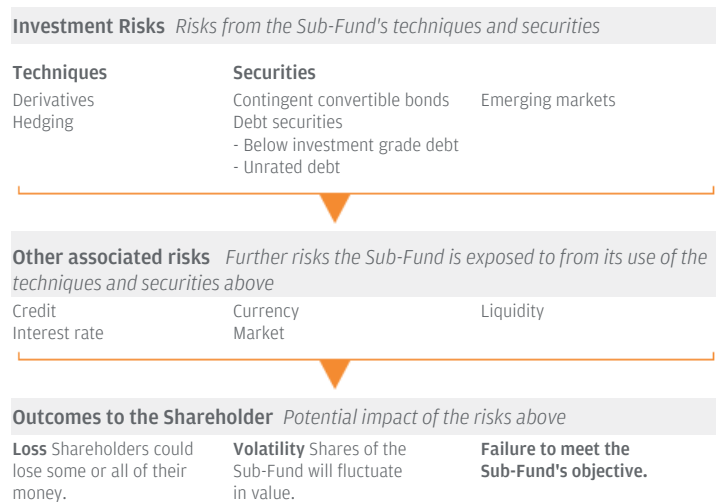 Investment Risks Risks from the Sub-Fund's techniques and securities
Techniques
Derivatives
Hedging
Securities
Contingent convertible bonds
Debt securities
- Below investment grade debt
- Unrated debt
Emerging markets
Other associated risks Further risks the Sub-Fund is exposed to from its use of the
techniques and securities above
Credit
Interest rate
Currency
Market
Liquidity
Outcomes to the Shareholder Potential impact of the risks above
Loss Shareholders could
lose some or all of their
money.
Volatility Shares of the
Sub-Fund will fluctuate
in value.
Failure to meet the
Sub-Fund's objective.